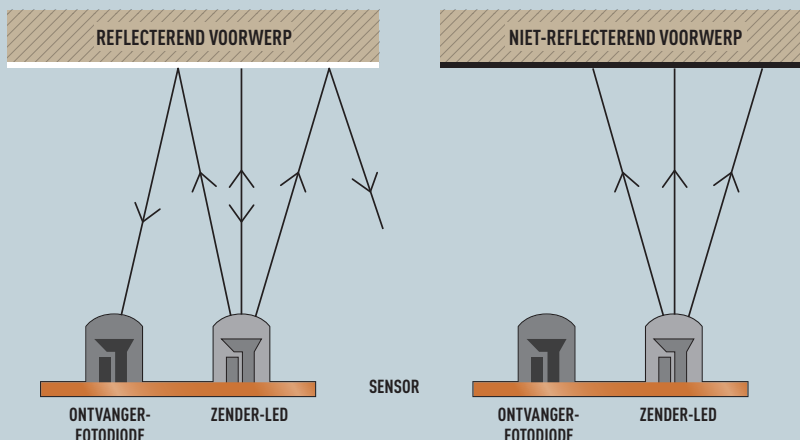 REFLECTEREND VOORWERP
NIET-REFLECTEREND VOORWERP
SENSOR
ONTVANGER-
FOTODIODE
ZENDER-LED
ONTVANGER-
FOTODIODE
ZENDER-LED